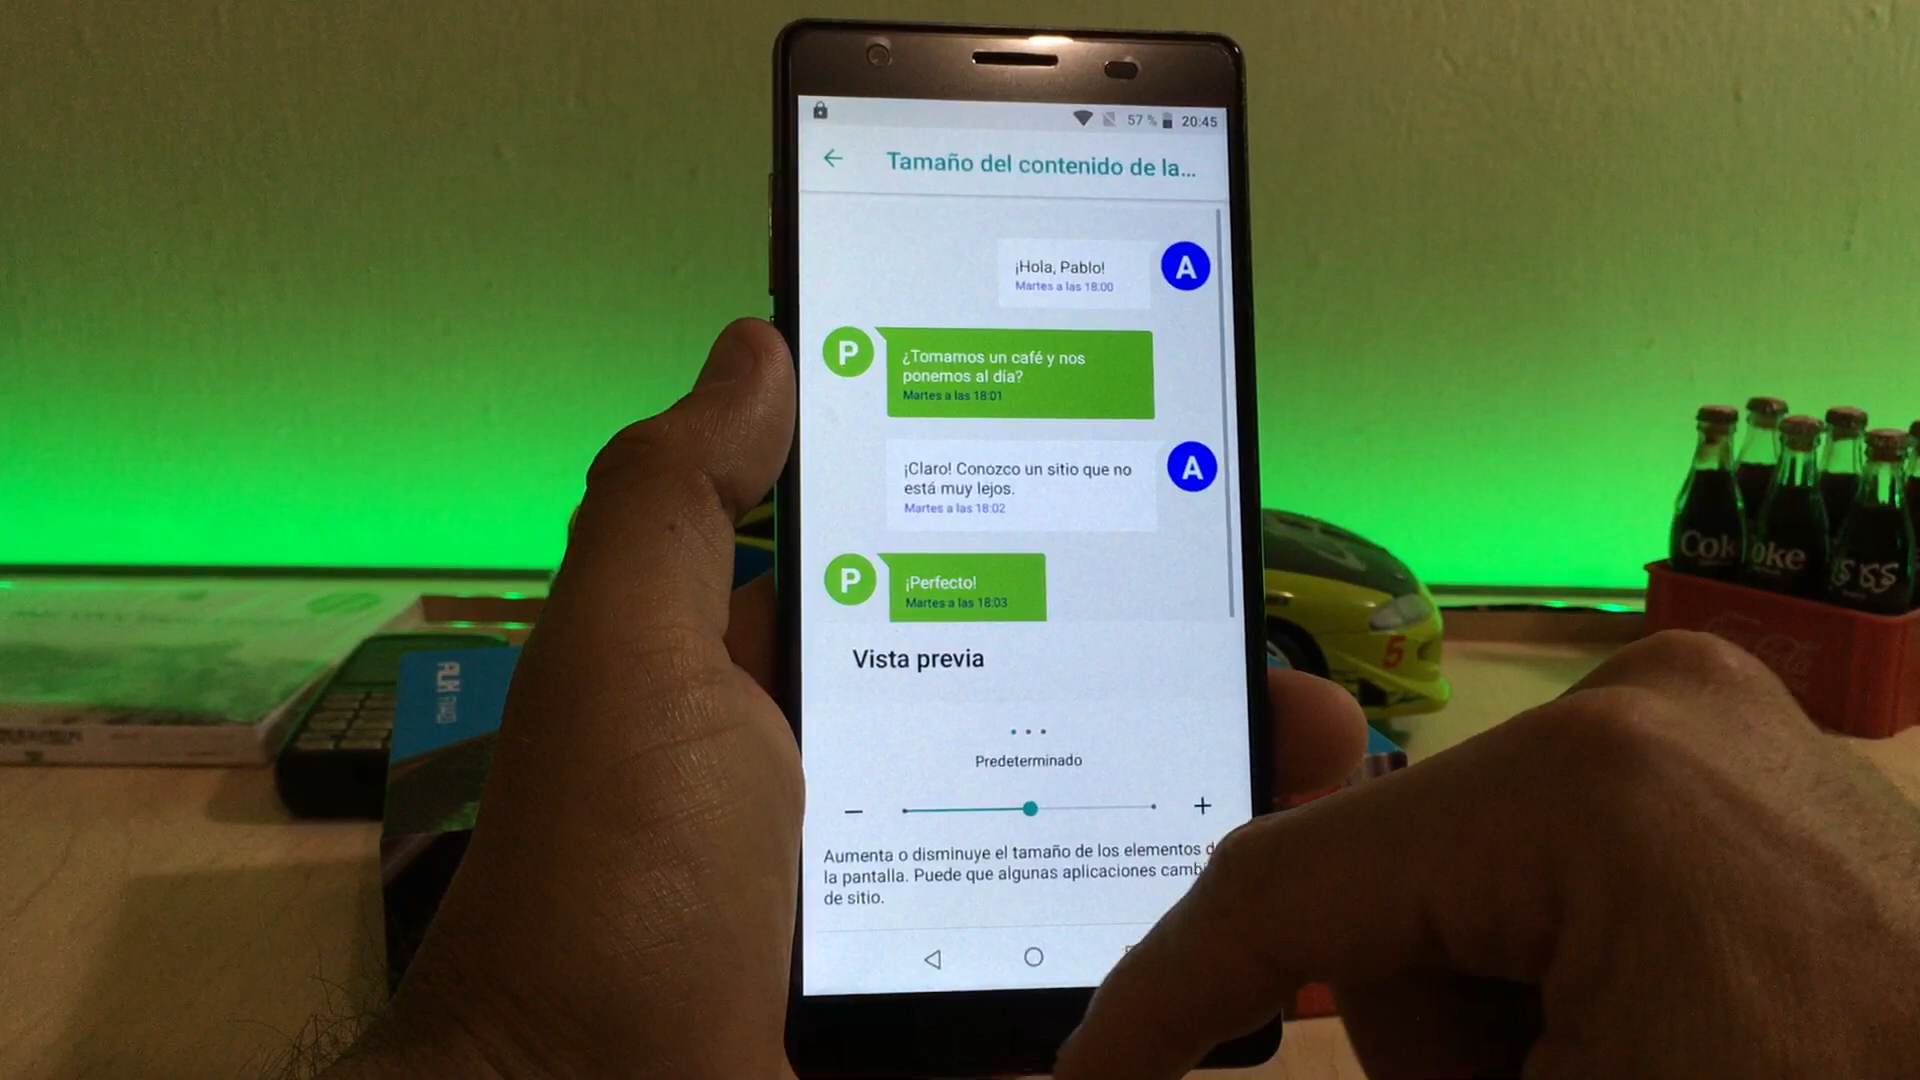 57 % 20:45
Tamaño del contenido de la...
¡Hola, Pablo!
Martes a las 18:00
A
P
¿Tomamos un café y nos
ponemos al día?
Martes a las 18:01
¡Claro! Conozco un sitio que no
está muy lejos.
Martes a las 18:02
A
P
¡Perfecto!
Martes a las 18:03
Vista previa
Predeterminado
Aumenta o disminuye el tamaño de los elementos
la pantalla. Puede que algunas aplicaciones
de sitio.
5
oke